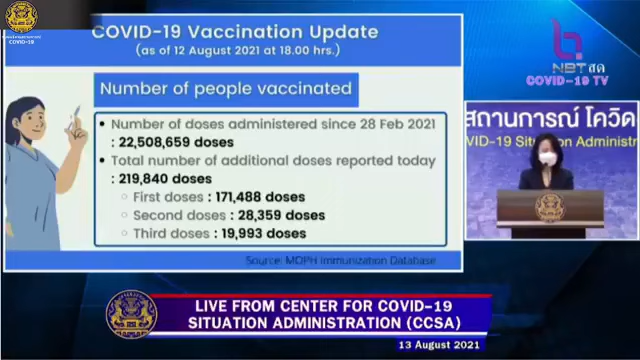 COVID-19
COVID-19 Vaccination Update
(as of 12 August 2021 at 18.00 hrs.)
Number of people vaccinated
• Number of doses administered since 28 Feb 2021
: 22,508,659 doses
• Total number of additional doses reported today
: 219,840 doses
○ First doses : 171,488 doses
○ Second doses : 28,359 doses
○ Third doses : 19,993 doses
Source: MOPH Immunization Database
NBT สด
COVID-19 TV
สถานการณ์ โควิด
VID-19 Situation Administr
LIVE FROM CENTER FOR COVID-19
SITUATION ADMINISTRATION (CCSA)
13 August 2021